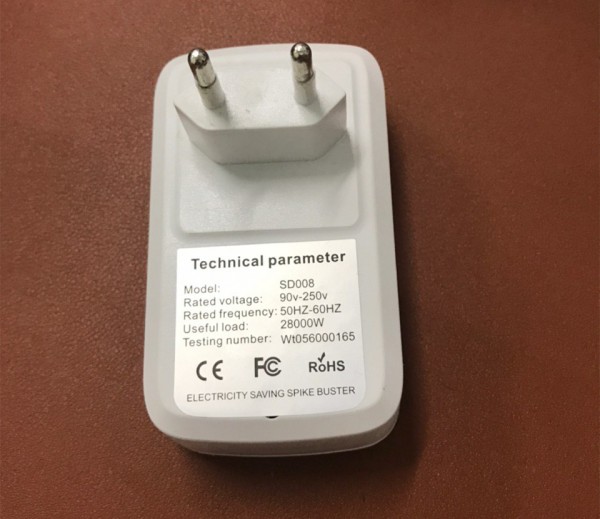 Technical parameter
Model: SD008
Rated voltage: 90v-250v
Rated frequency: 50HZ-60HZ
Useful load: 28000W
Testing number: Wt056000165
CE FC RoHS
ELECTRICITY SAVING SPIKE BUSTER